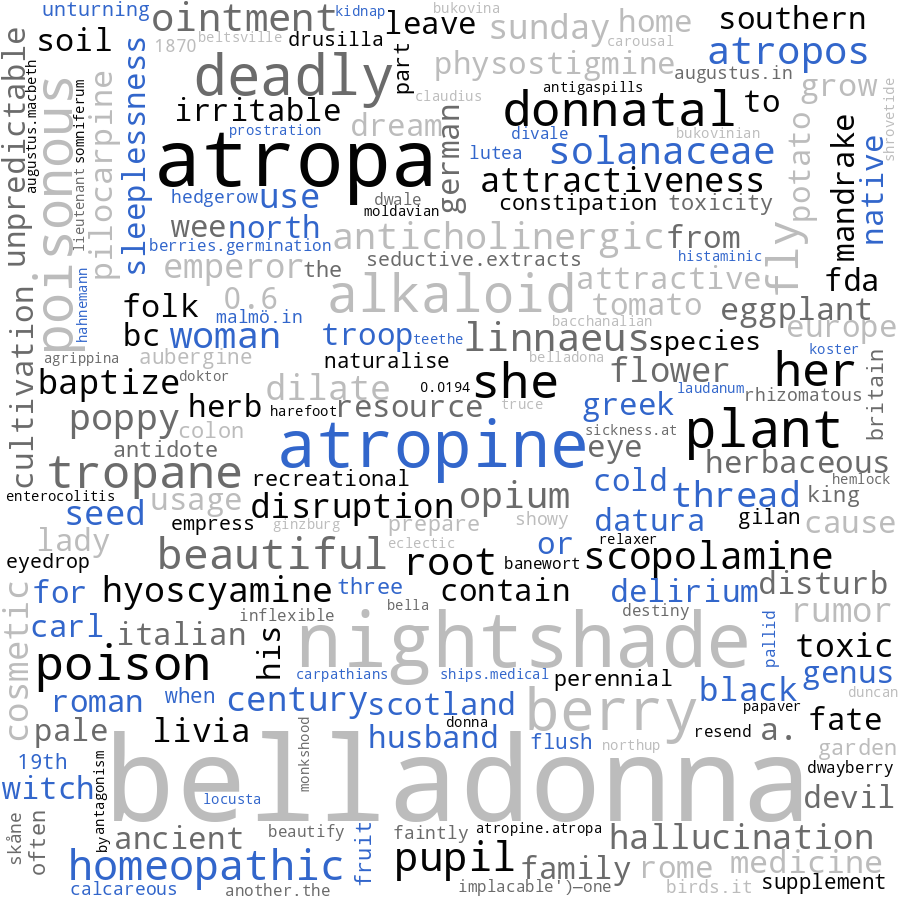 unturning
ointment
kidnap
bukovina
leave
sunday
home
southern
1870
beltsville
drusilla
carousal
atropos
soil
deadly
part
physostigmine
augustus.in
unpredictable
augustus.macbeth
poisonous
lieutenant
somniferum
pilocarpine
sleeplessness
irritable
claudius
antigaspills
grow
shrovetide
donnatal
to
prostration
dream
german
divale
bukovinian
atropa
lutea
solanaceae
potato
mandrake
native
attractiveness
hedgerow
use
dwale
moldavian
constipation
toxicity
wee
north
berries.germination
anticholinergic
from
seductive.extracts
histaminic
fly
emperor
the
hahnemann
alkaloid
attractive
fda
folk
0.6
malmö.in
tomato
eggplant
bc
woman
troop
teethe
bacchanalian
linnaeus
species
europe
agrippina
aubergine
naturalise
belladona
koster
cultivation
baptize
doktor
dilate
0.0194
she
flower
her
britain
laudanum
rhizomatous
herb
harefoot
resource
truce
greek
poppy
colon
sickness.at
plant
antidote
atropine
eye
tropane
recreational
herbaceous
hemlock
enterocolitis
usage
disruption
opium
cold
thread
king
seed
empress
ginzburg
prepare
showy
datura
gilan
cause
lady
eclectic
or
relaxer
eyedrop
beautiful
root
banewort
scopolamine
for
hyoscyamine
three
contain
delirium
disturb
cosmetic
bella
inflexible
destiny
rumor
carl
italian
his
nightshade
pallid
toxic
poison
carpathians
ships.medical
perennial
genus
roman
when
century
scotland
black
duncan
papaver
berry
pale
livia
donna
resend
a.
fate
husband
flush
northup
garden
19th
monkshood
dwayberry
witch
byantagonism
belladonna
locusta
devil
skåne
often
ancient
beautify
faintly
atropine.atropa
hallucination
homeopathic
fruit
pupil
family
rome
medicine
calcareous
another.the
implacable')—one
birds.it
supplement